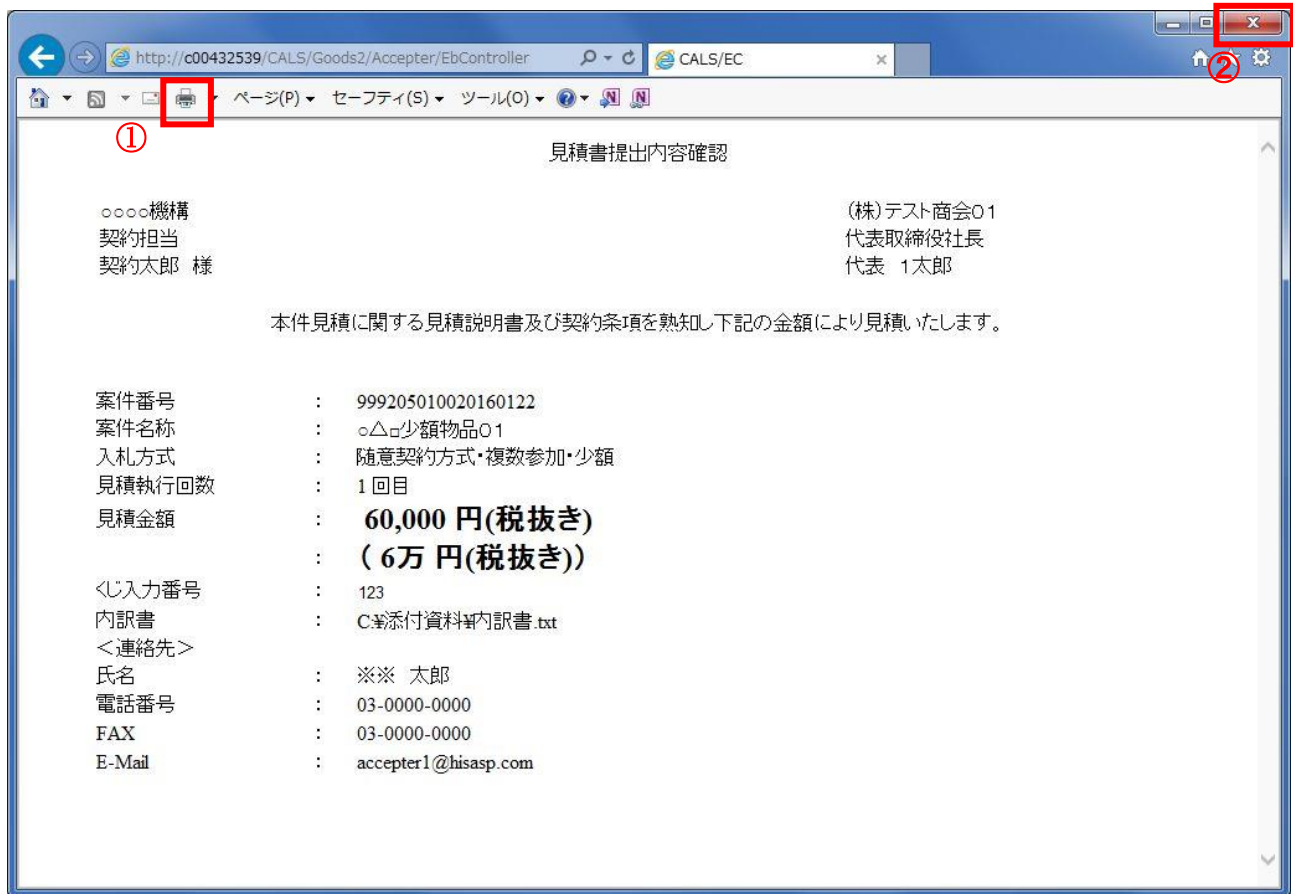 ②
http://c00432539/CALS/Goods2/Accepter/EbController CALS/EC
ページ(P) セーフティ(S) ツール(O)
①
見積書提出内容確認
○○○○機構 (株)テスト商会01
契約担当 代表取締役社長
契約太郎 様 代表 1太郎
本件見積に関する見積説明書及び契約条項を熟知し下記の金額により見積いたします。
案件番号 : 999205010020160122
案件名称 : ○△□少額物品01
入札方式 : 随意契約方式・複数参加・少額
見積執行回数 : 1 回目
見積金額 : 60,000 円(税抜き)
: ( 6万 円(税抜き))
くじ入力番号 : 123
内訳書 : C:¥添付資料¥内訳書.txt
<連絡先>
氏名 : ※※ 太郎
電話番号 : 03-0000-0000
FAX : 03-0000-0000
E-Mail : accepter1@hisasp.com